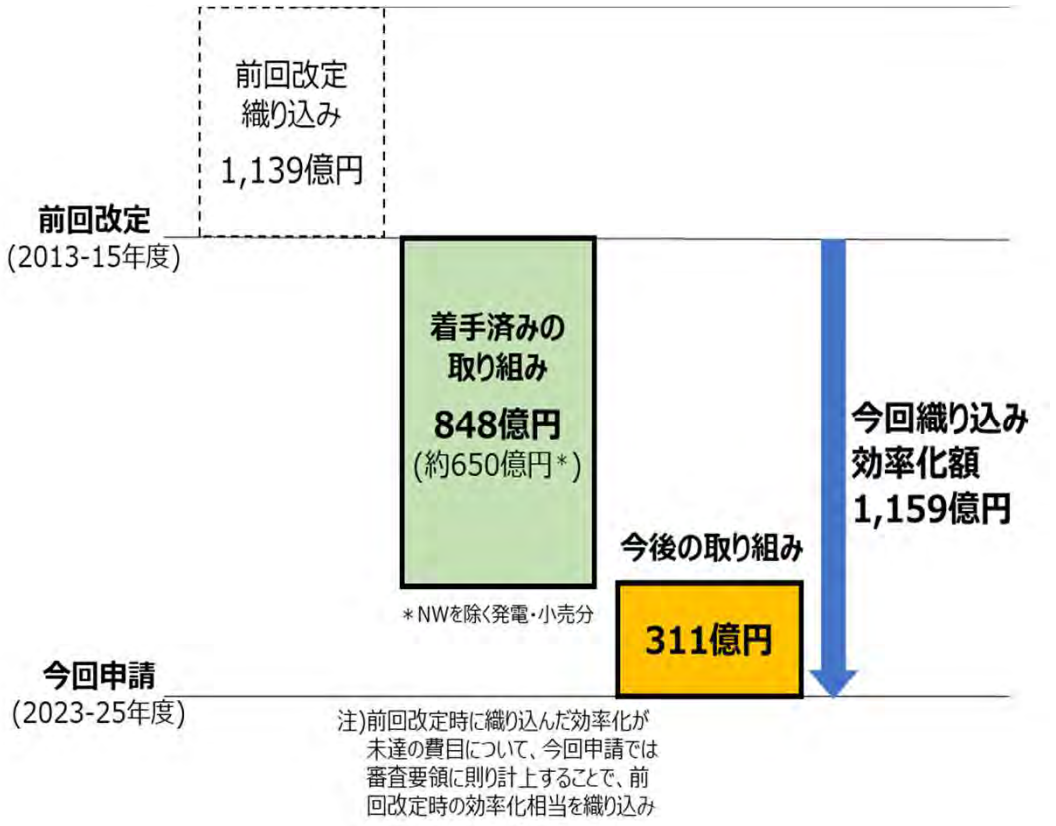 前回改定
織り込み
1,139億円
前回改定
(2013-15年度)
着手済みの
取り組み
848億円
(約650億円*)
今回織り込み
効率化額
1,159億円
今後の取り組み
*NWを除く発電・小売分
311億円
今回申請
(2023-25年度)
注)前回改定時に織り込んだ効率化が
未達の費目について、今回申請では
審査要領に則り計上することで、前
回改定時の効率化相当を織り込み